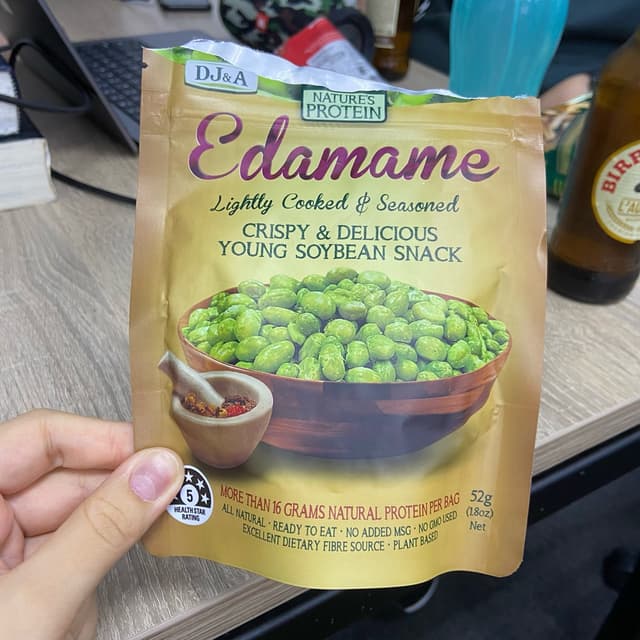 DJ&A
NATURE'S
PROTEIN
Edamame
Lightly Cooked & Seasoned
CRISPY & DELICIOUS
YOUNG SOYBEAN SNACK
5
HEALTH STAR
RATING
MORE THAN 16 GRAMS NATURAL PROTEIN PER BAG
ALL NATURAL • READY TO EAT • NO ADDED MSG • NO GMO USED
EXCELLENT DIETARY FIBRE SOURCE • PLANT BASED
52g
(1.8oz)
Net
BIRR